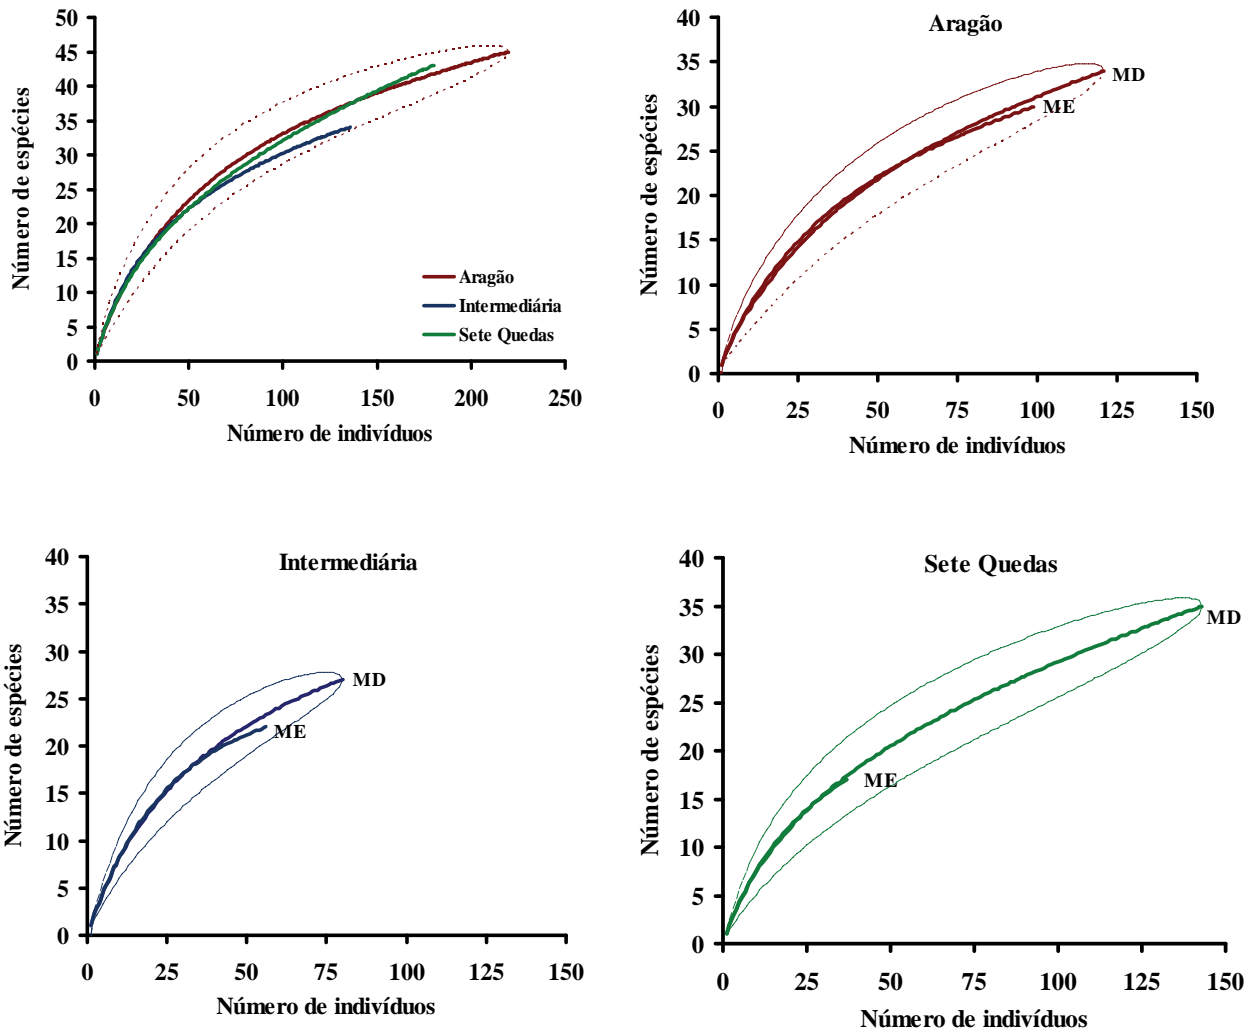 50
45
40
35
30
25
20
15
10
5
0
Número de espécies
Aragão
Intermediária
Sete Quedas
0 50 100 150 200 250
Número de indivíduos
Aragão
40
35
30
25
20
15
10
5
0
Número de espécies
MD
ME
0 25 50 75 100 125 150
Número de indivíduos
Intermediária
40
35
30
25
20
15
10
5
0
Número de espécies
MD
ME
0 25 50 75 100 125 150
Número de indivíduos
Sete Quedas
40
35
30
25
20
15
10
5
0
Número de espécies
MD
ME
0 25 50 75 100 125 150
Número de indivíduos